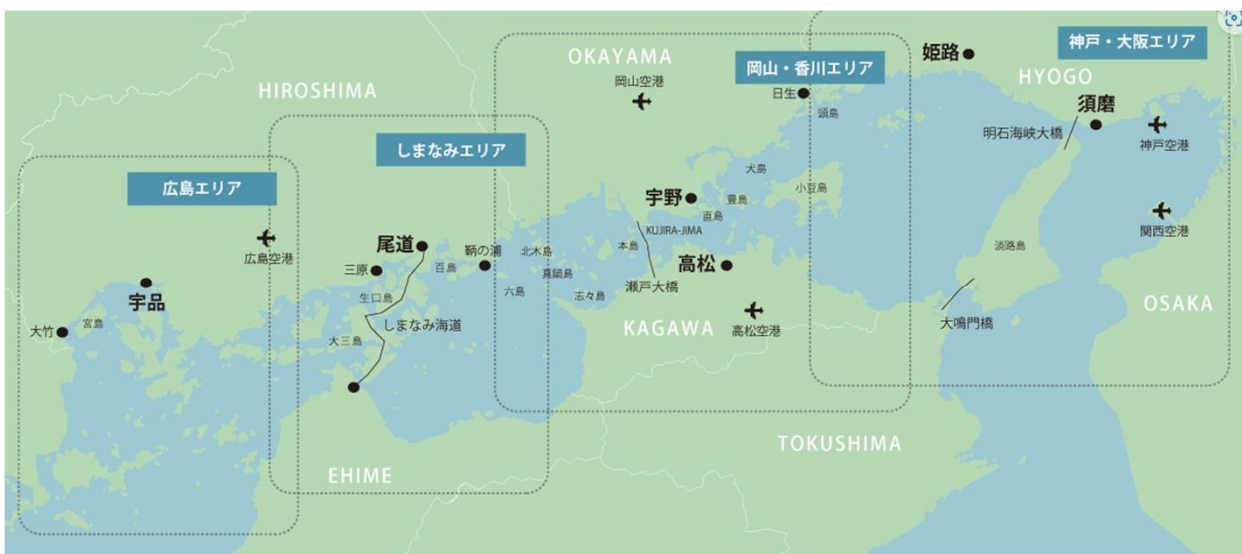 神戸・大阪エリア
姫路
OKAYAMA
岡山・香川エリア
HYOGO
岡山空港
HIROSHIMA
日生
須磨
頭島
明石海峡大橋
神戸空港
しまなみエリア
犬島
広島エリア
小豆島
宇野
豊島
直島
KUJIRA-JIMA
関西空港
広島空港
尾道
鞆の浦
北木島
本島
淡路島
三原
百島
真鍋島
高松
瀬戸大橋
六島
志々島
生口島
宇品
OSAKA
大竹
宮島
しまなみ海道
KAGAWA
高松空港
大鳴門橋
大三島
TOKUSHIMA
EHIME